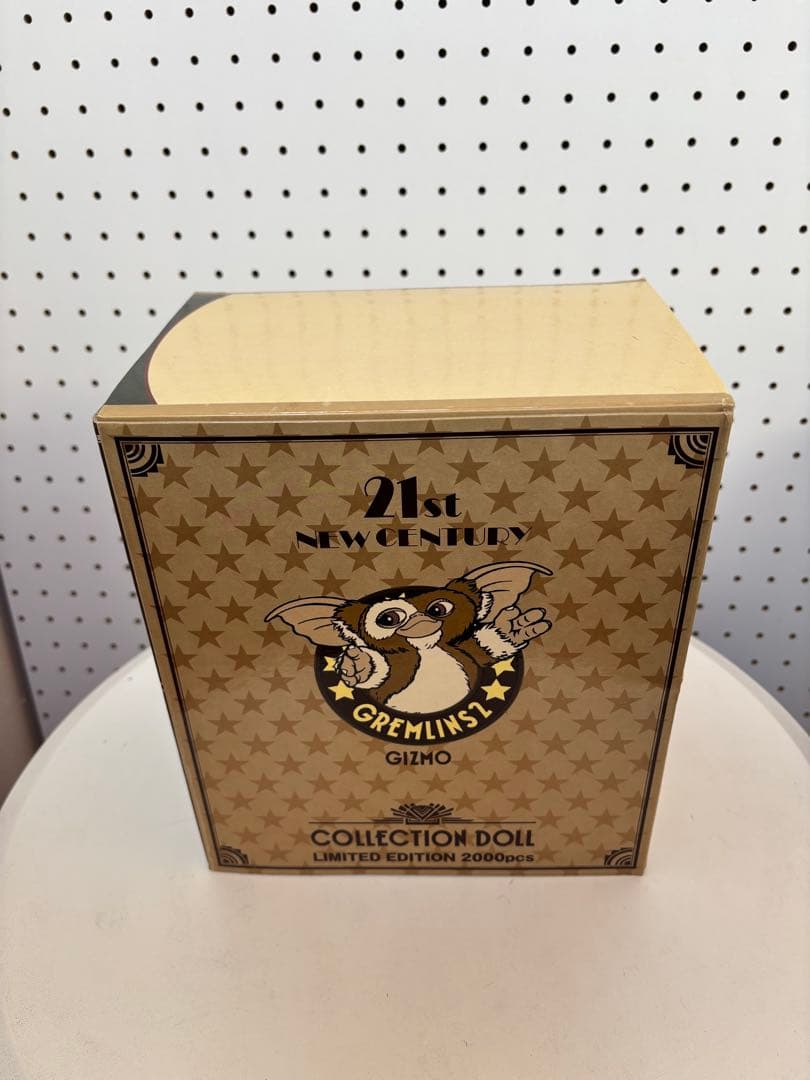 21st
NEW CENTURY
GREMLINS2
GIZMO
COLLECTION DOLL
LIMITED EDITION 2000pcs